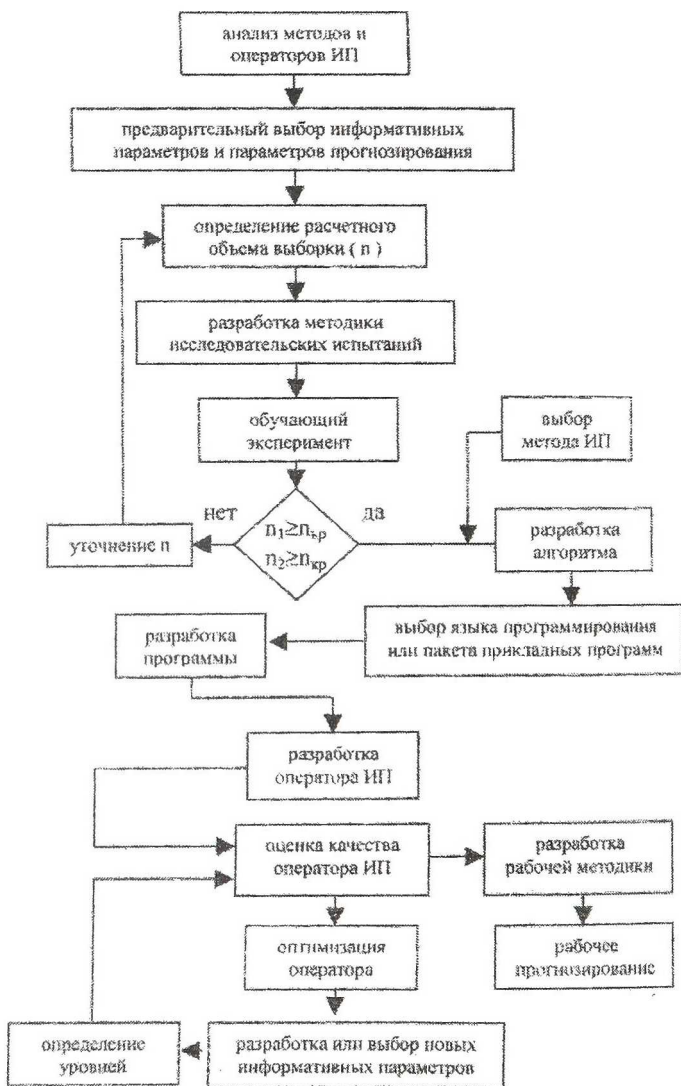 анализ методов и
операторов ИП
предварительный выбор информативных
параметров и параметров прогнозирования
определение расчетного
объема выборки ( n )
разработка методики
исследовательских испытаний
обучающий
эксперимент
выбор
метода ИП
нет
да
n₁≥nкр
n₂≥nкр
уточнение n
разработка
алгоритма
разработка
программы
выбор языка программирования
или пакета прикладных программ
разработка
оператора ИП
оценка качества
оператора ИП
разработка
рабочей методики
оптимизация
оператора
рабочее
прогнозирование
определение
уровней
разработка или выбор новых
информативных параметров